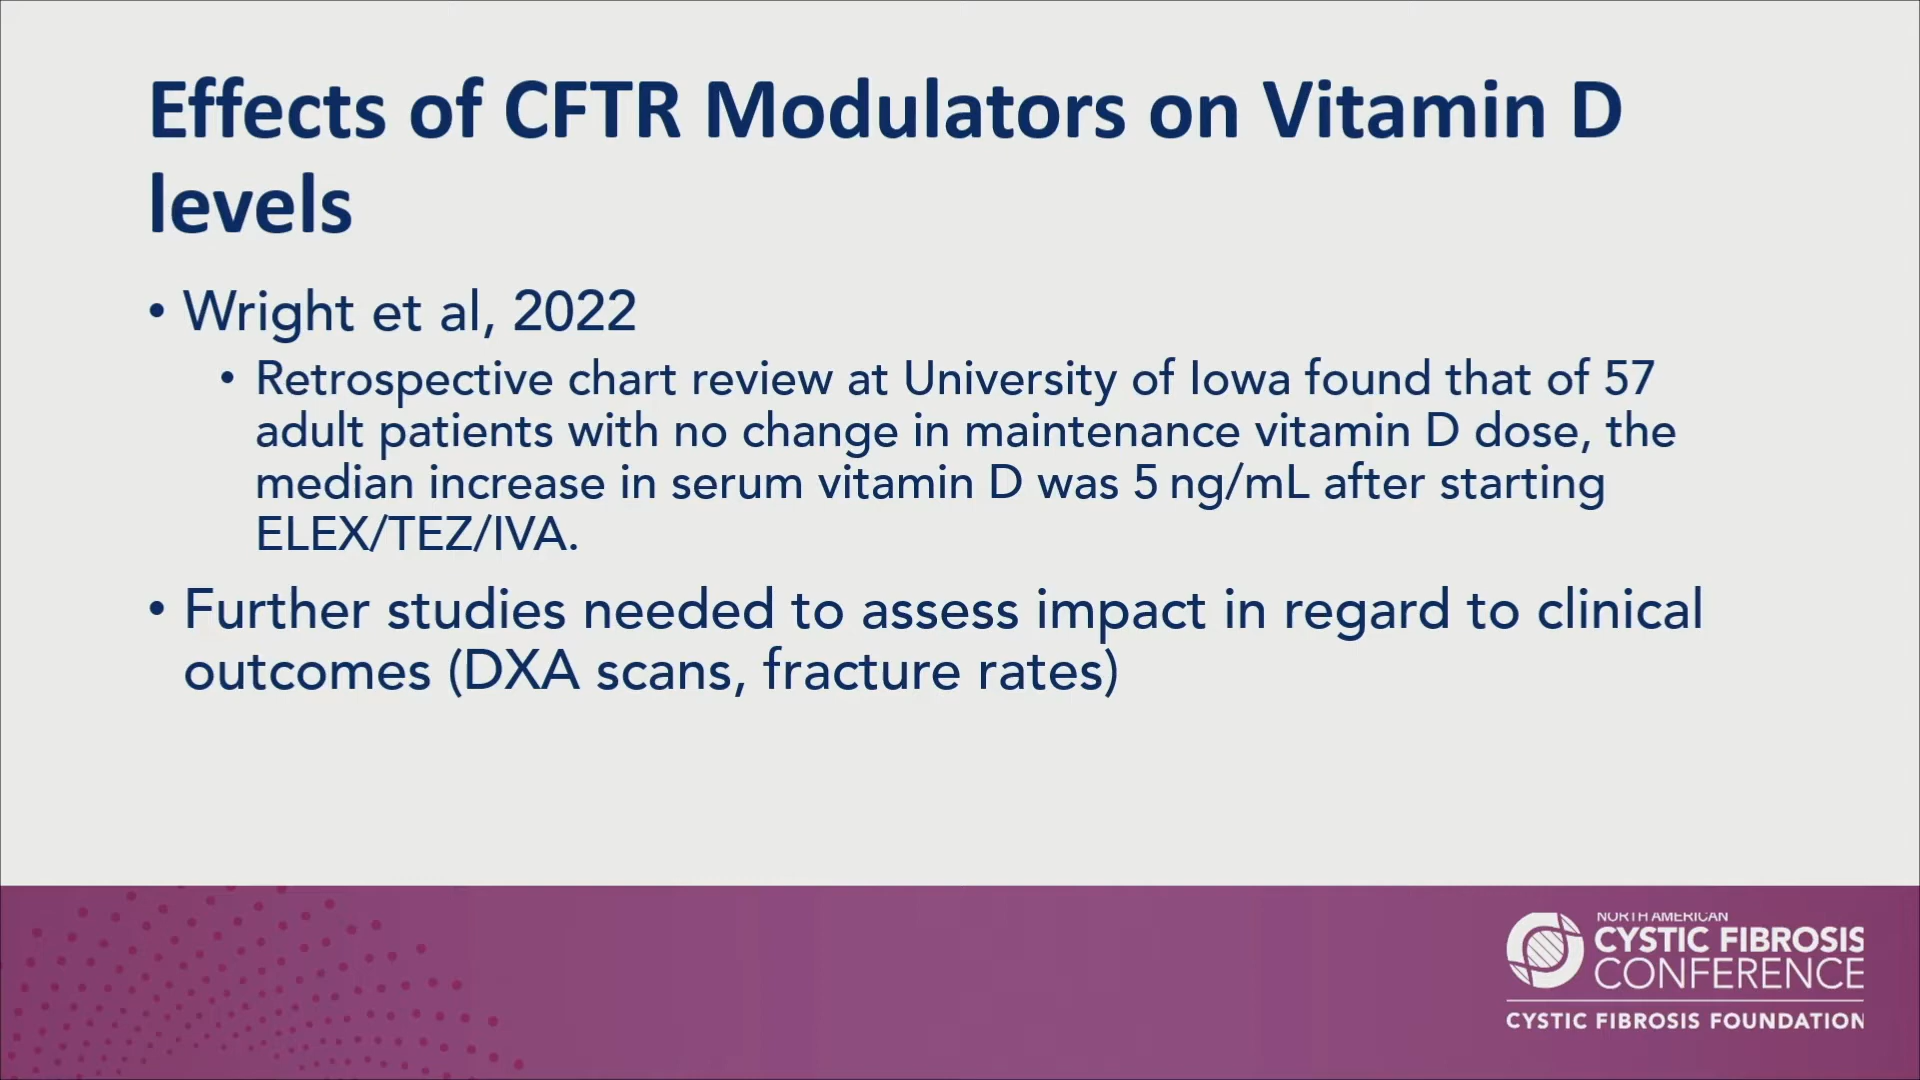 Effects of CFTR Modulators on Vitamin D
levels
• Wright et al, 2022
• Retrospective chart review at University of Iowa found that of 57
adult patients with no change in maintenance vitamin D dose, the
median increase in serum vitamin D was 5 ng/mL after starting
ELEX/TEZ/IVA.
• Further studies needed to assess impact in regard to clinical
outcomes (DXA scans, fracture rates)
NORTH AMERICAN
CYSTIC FIBROSIS
CONFERENCE
CYSTIC FIBROSIS FOUNDATION